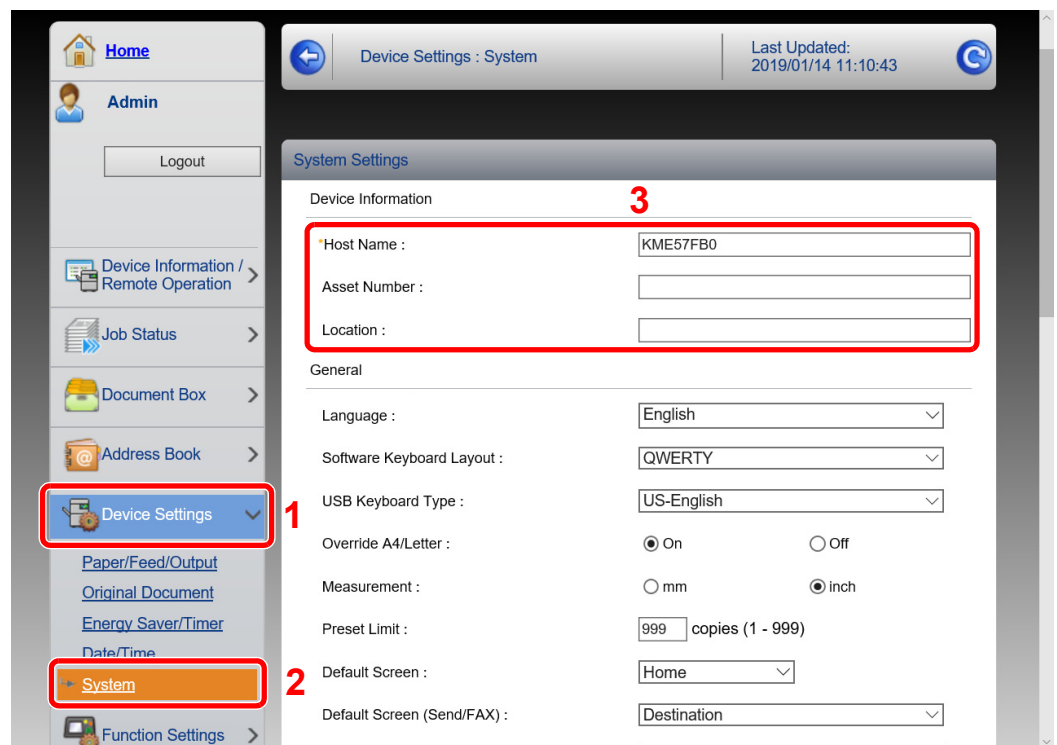 Home
Admin
Logout
Device Information /
Remote Operation
Job Status
Document Box
Address Book
Device Settings
1
Paper/Feed/Output
Original Document
Energy Saver/Timer
Date/Time
System
2
Function Settings
Device Settings : System
Last Updated:
2019/01/14 11:10:43
System Settings
Device Information
3
*Host Name : KME57FB0
Asset Number :
Location :
General
Language : English
Software Keyboard Layout : QWERTY
USB Keyboard Type : US-English
Override A4/Letter : On Off
Measurement : mm inch
Preset Limit : 999 copies (1 - 999)
Default Screen : Home
Default Screen (Send/FAX) : Destination